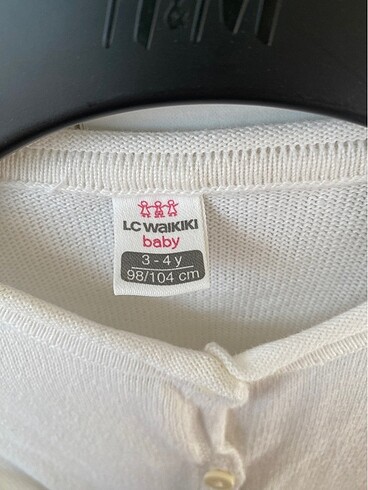 H&M
LC WAIKIKI
baby
3 - 4 y
98/104 cm